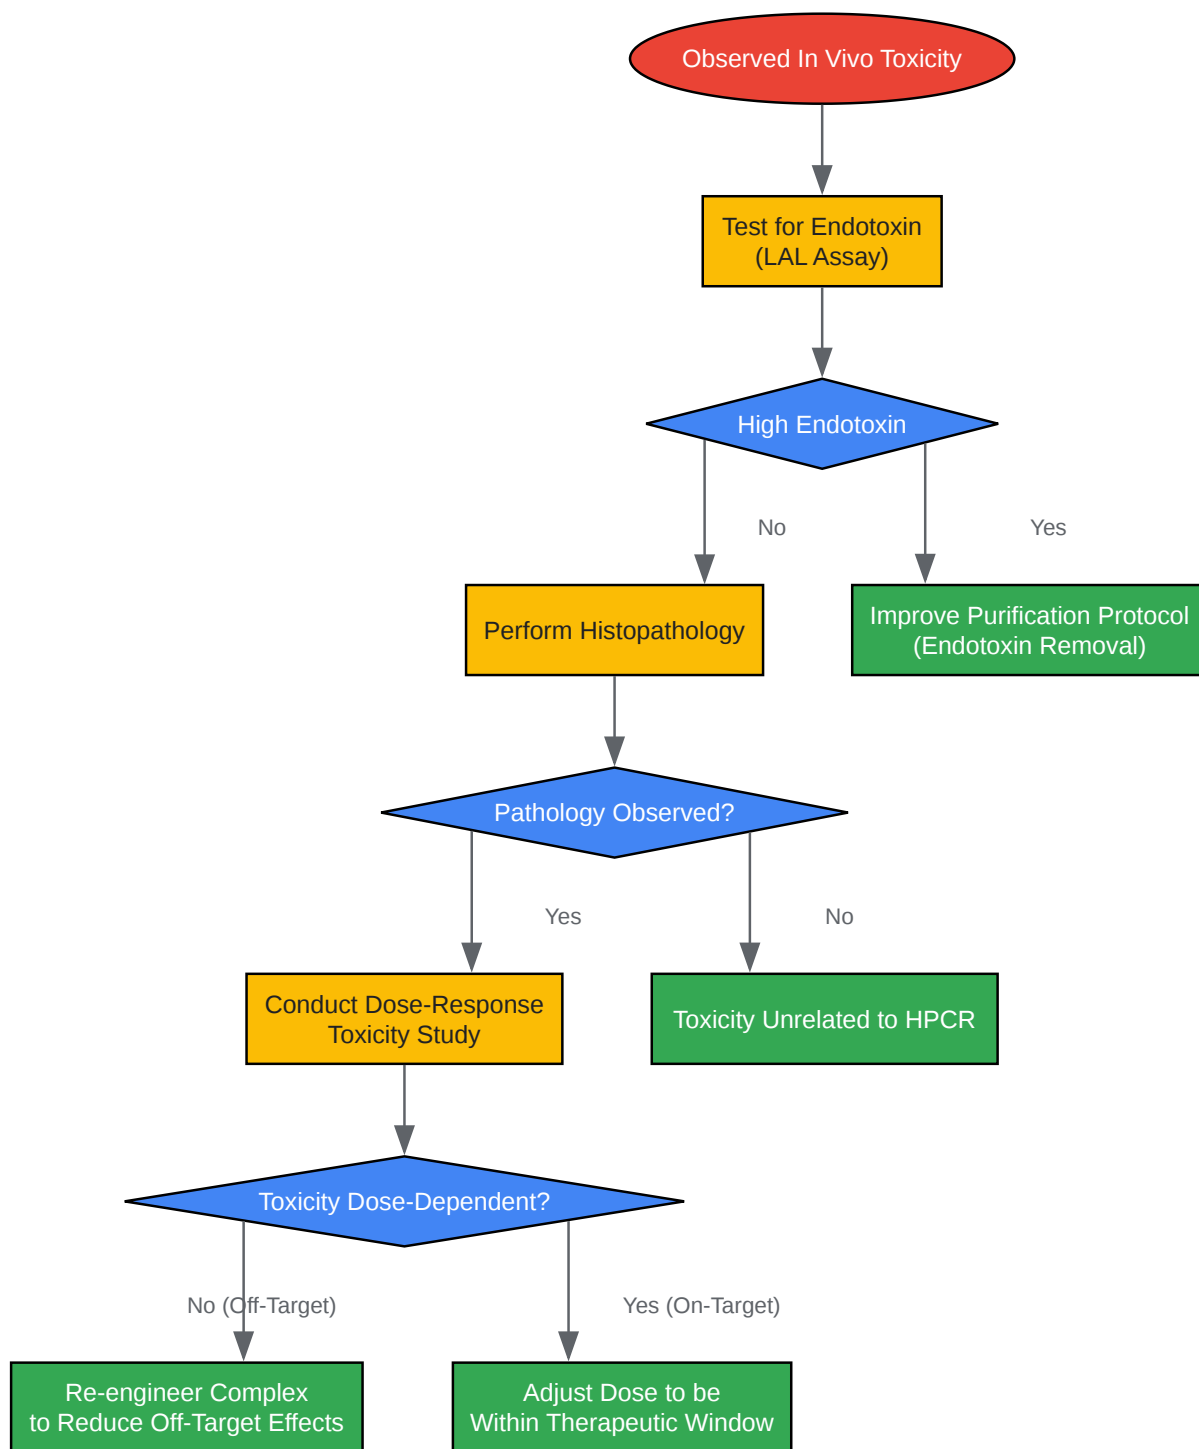 Observed In Vivo Toxicity
Test for Endotoxin
(LAL Assay)
High Endotoxin
No
Yes
Perform Histopathology
Improve Purification Protocol
(Endotoxin Removal)
Pathology Observed?
Yes
No
Conduct Dose-Response
Toxicity Study
Toxicity Unrelated to HPCR
Toxicity Dose-Dependent?
No (Off-Target)
Yes (On-Target)
Re-engineer Complex
to Reduce Off-Target Effects
Adjust Dose to be
Within Therapeutic Window